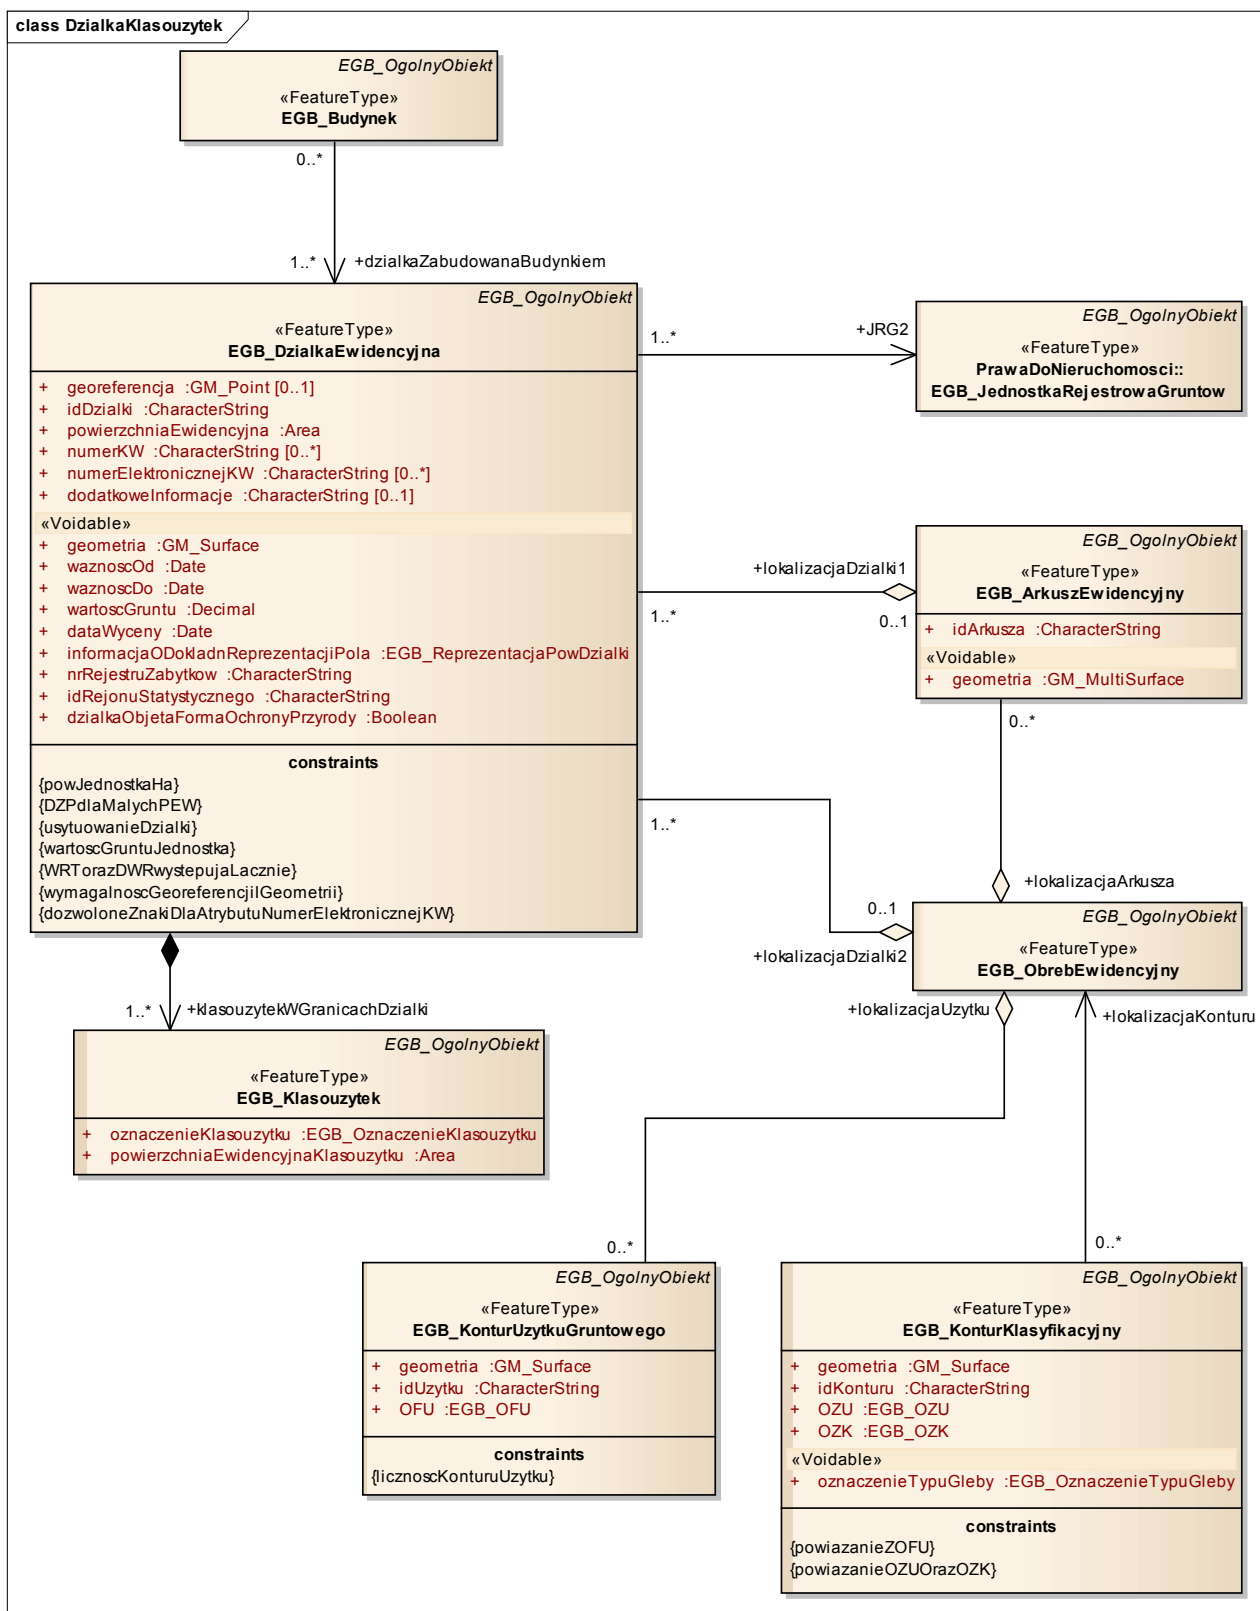 class DzialkaKlasouzytek
EGB_OgolnyObiekt
«FeatureType»
EGB_Budynek
0..*
1..*
+dzialkaZabudowanaBudynkiem
EGB_OgolnyObiekt
«FeatureType»
EGB_DzialkaEwidencyjna
+ georeferencja :GM_Point [0..1]
+ idDzialki :CharacterString
+ powierzchniaEwidencyjna :Area
+ numerKW :CharacterString [0..*]
+ numerElektronicznejKW :CharacterString [0..*]
+ dodatkoweInformacje :CharacterString [0..1]
«Voidable»
+ geometria :GM_Surface
+ waznoscOd :Date
+ waznoscDo :Date
+ wartoscGruntu :Decimal
+ dataWyceny :Date
+ informacjaODokladnReprezentacjiPola :EGB_ReprezentacjaPowDzialki
+ nrRejestruZabytkow :CharacterString
+ idRejonuStatystycznego :CharacterString
+ dzialkaObjetaFormaOchronyPrzyrody :Boolean
constraints
{powJednostkaHa}
{DZPdlaMalychPEW}
{usytuowanieDzialki}
{wartoscGruntuJednostka}
{WRTorazDWRwystepujaLacznie}
{wymagalnoscGeoreferencjiIGeometrii}
{dozwoloneZnakiDlaAtrybutuNumerElektronicznejKW}
1..*
+JRG2
EGB_OgolnyObiekt
«FeatureType»
PrawaDoNieruchomosci::
EGB_JednostkaRejestrowaGruntow
+lokalizacjaDzialki1
1..*
0..1
EGB_OgolnyObiekt
«FeatureType»
EGB_ArkuszEwidencyjny
+ idArkusza :CharacterString
«Voidable»
+ geometria :GM_MultiSurface
0..*
+lokalizacjaArkusza
1..*
0..1
+lokalizacjaDzialki2
EGB_OgolnyObiekt
«FeatureType»
EGB_ObrebEwidencyjny
+lokalizacjaUzytku
+lokalizacjaKonturu
1..*
+klasouzytekWGranicachDzialki
EGB_OgolnyObiekt
«FeatureType»
EGB_Klasouzytek
+ oznaczenieKlasouzytku :EGB_OznaczenieKlasouzytku
+ powierzchniaEwidencyjnaKlasouzytku :Area
0..*
EGB_OgolnyObiekt
«FeatureType»
EGB_KonturUzytkuGruntowego
+ geometria :GM_Surface
+ idUzytku :CharacterString
+ OFU :EGB_OFU
constraints
{licznoscKonturuUzytku}
0..*
EGB_OgolnyObiekt
«FeatureType»
EGB_KonturKlasyfikacyjny
+ geometria :GM_Surface
+ idKonturu :CharacterString
+ OZU :EGB_OZU
+ OZK :EGB_OZK
«Voidable»
+ oznaczenieTypuGleby :EGB_OznaczenieTypuGleby
constraints
{powiazanieZOFU}
{powiazanieOZUOrazOZK}